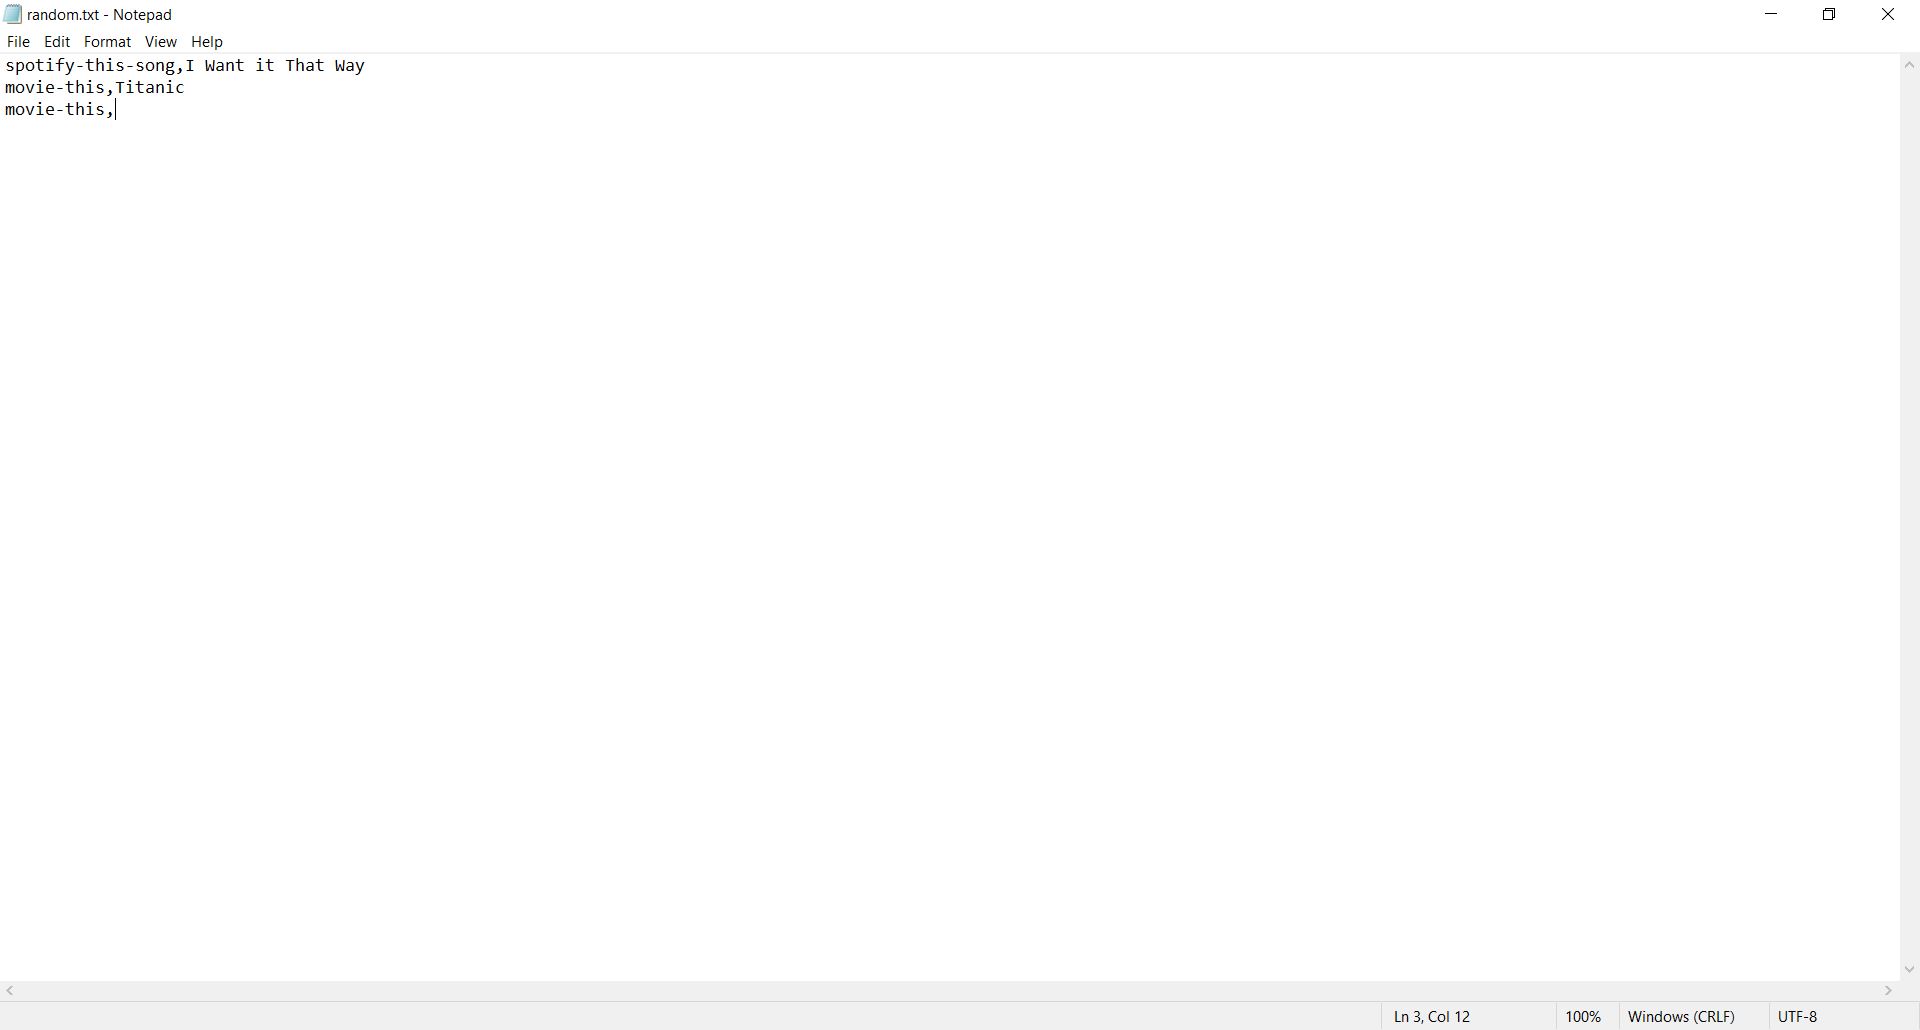 random.txt - Notepad
File Edit Format View Help
spotify-this-song,I Want it That Way
movie-this,Titanic
movie-this,
Ln 3, Col 12 100% Windows (CRLF) UTF-8